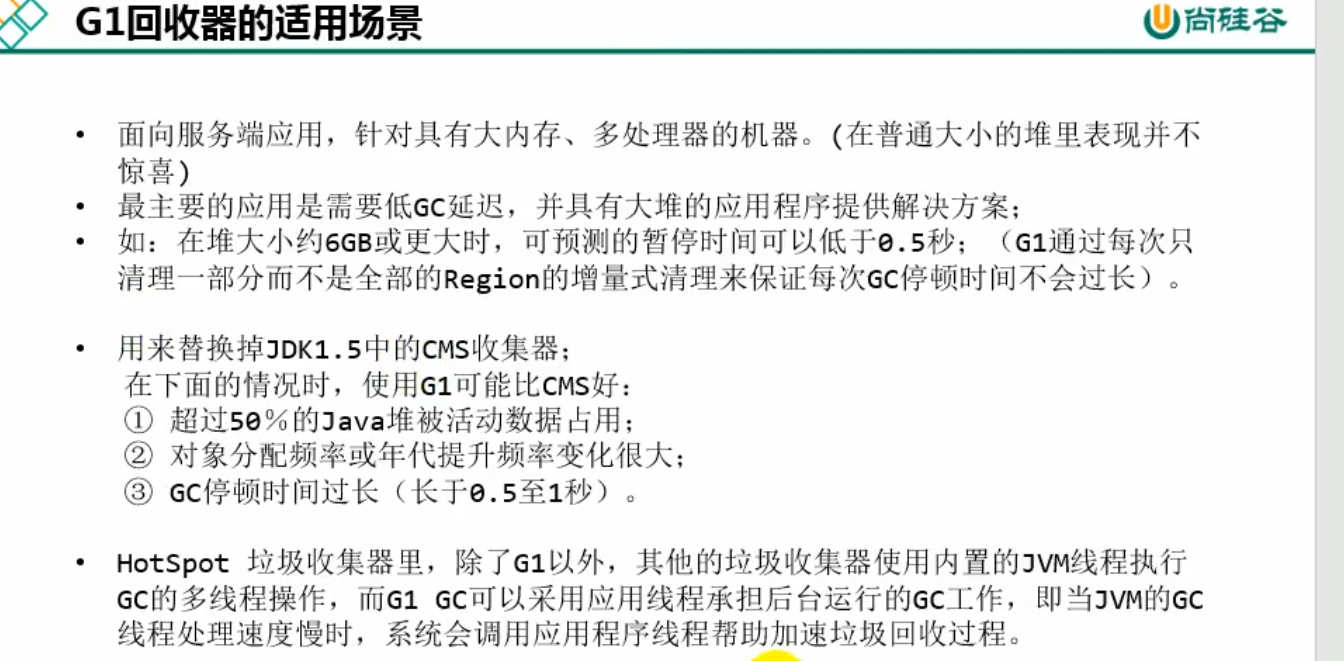 G1回收器的适用场景
尚硅谷
• 面向服务端应用，针对具有大内存、多处理器的机器。(在普通大小的堆里表现并不
惊喜)
• 最主要的应用是需要低GC延迟，并具有大堆的应用程序提供解决方案；
• 如：在堆大小约6GB或更大时，可预测的暂停时间可以低于0.5秒；（G1通过每次只
清理一部分而不是全部的Region的增量式清理来保证每次GC停顿时间不会过长）。
• 用来替换掉JDK1.5中的CMS收集器；
在下面的情况时，使用G1可能比CMS好：
① 超过50％的Java堆被活动数据占用；
② 对象分配频率或年代提升频率变化很大；
③ GC停顿时间过长（长于0.5至1秒）。
• HotSpot 垃圾收集器里，除了G1以外，其他的垃圾收集器使用内置的JVM线程执行
GC的多线程操作，而G1 GC可以采用应用线程承担后台运行的GC工作，即当JVM的GC
线程处理速度慢时，系统会调用应用程序线程帮助加速垃圾回收过程。